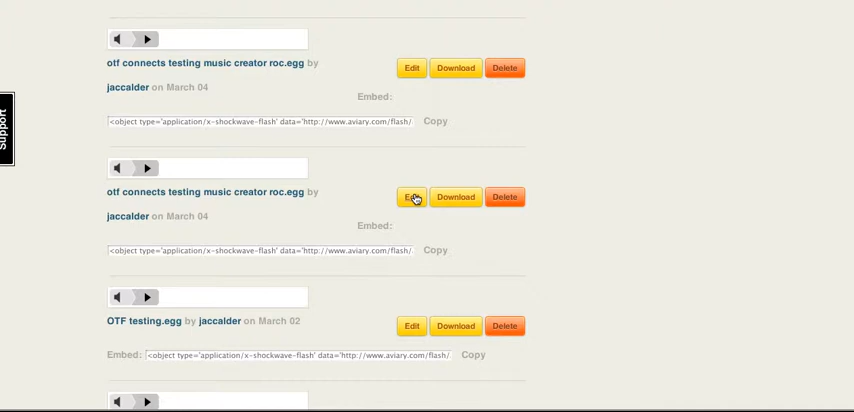 otf connects testing music creator roc.egg by
jaccalder on March 04
Edit Download Delete
Embed:
<object type='application/x-shockwave-flash' data='http://www.aviary.com/flash/. Copy
Support
otf connects testing music creator roc.egg by
jaccalder on March 04
Edit Download Delete
Embed:
<object type='application/x-shockwave-flash' data='http://www.aviary.com/flash/. Copy
OTF testing.egg by jaccalder on March 02
Edit Download Delete
Embed: <object type='application/x-shockwave-flash' data='http://www.aviary.com/flash/. Copy